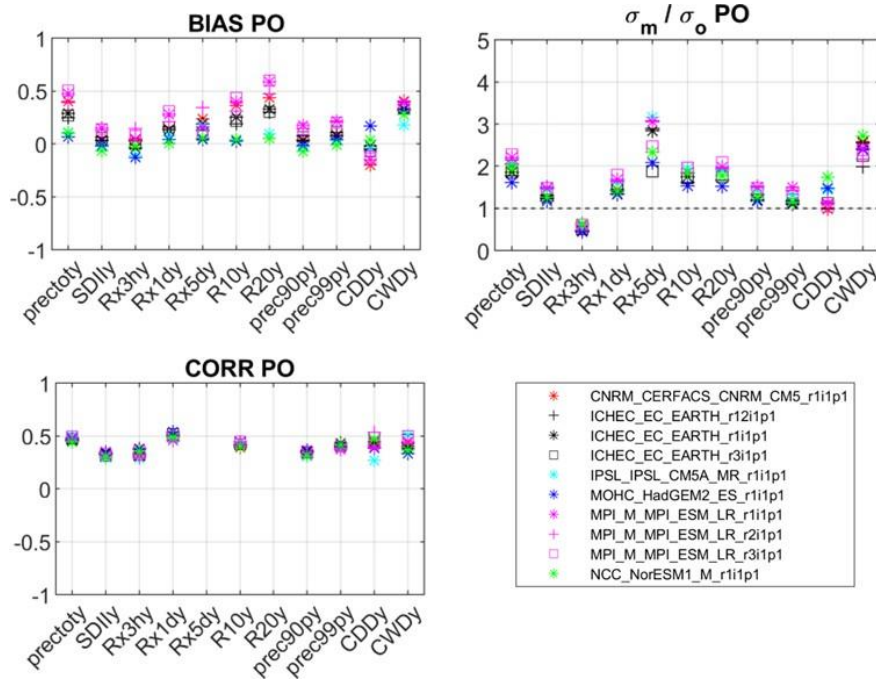 BIAS PO
1
0.5
0
-0.5
-1
prectoty
SDIIy
Rx3hy
Rx1dy
Rx5dy
R10y
R20y
prec90py
prec99py
CDDy
CWDy
σm / σo PO
5
4
3
2
1
0
prectoty
SDIIy
Rx3hy
Rx1dy
Rx5dy
R10y
R20y
prec90py
prec99py
CDDy
CWDy
CORR PO
1
0.5
0
-0.5
-1
prectoty
SDIIy
Rx3hy
Rx1dy
Rx5dy
R10y
R20y
prec90py
prec99py
CDDy
CWDy
CNRM_CERFACS_CNRM_CM5_r1i1p1
ICHEC_EC_EARTH_r12i1p1
ICHEC_EC_EARTH_r1i1p1
ICHEC_EC_EARTH_r3i1p1
IPSL_IPSL_CM5A_MR_r1i1p1
MOHC_HadGEM2_ES_r1i1p1
MPI_M_MPI_ESM_LR_r1i1p1
MPI_M_MPI_ESM_LR_r2i1p1
MPI_M_MPI_ESM_LR_r3i1p1
NCC_NorESM1_M_r1i1p1